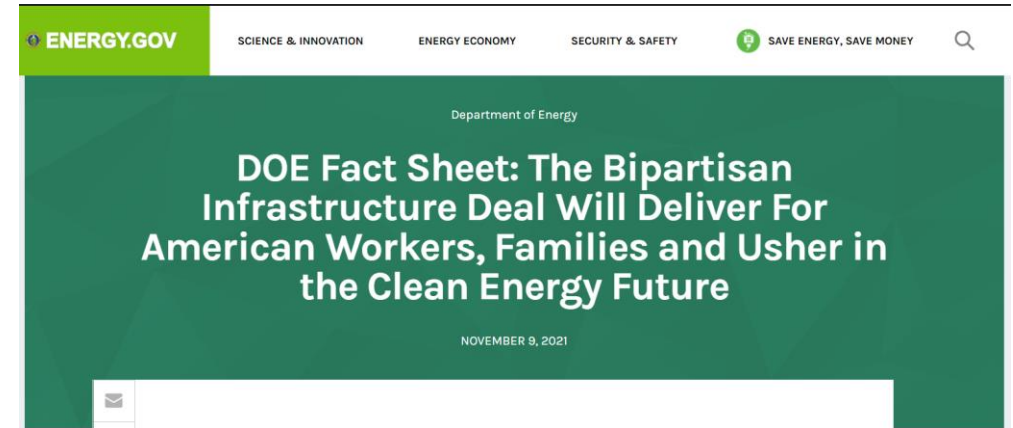 ENERGY.GOV
SCIENCE & INNOVATION
ENERGY ECONOMY
SECURITY & SAFETY
SAVE ENERGY, SAVE MONEY
Department of Energy
DOE Fact Sheet: The Bipartisan
Infrastructure Deal Will Deliver For
American Workers, Families and Usher in
the Clean Energy Future
NOVEMBER 9, 2021